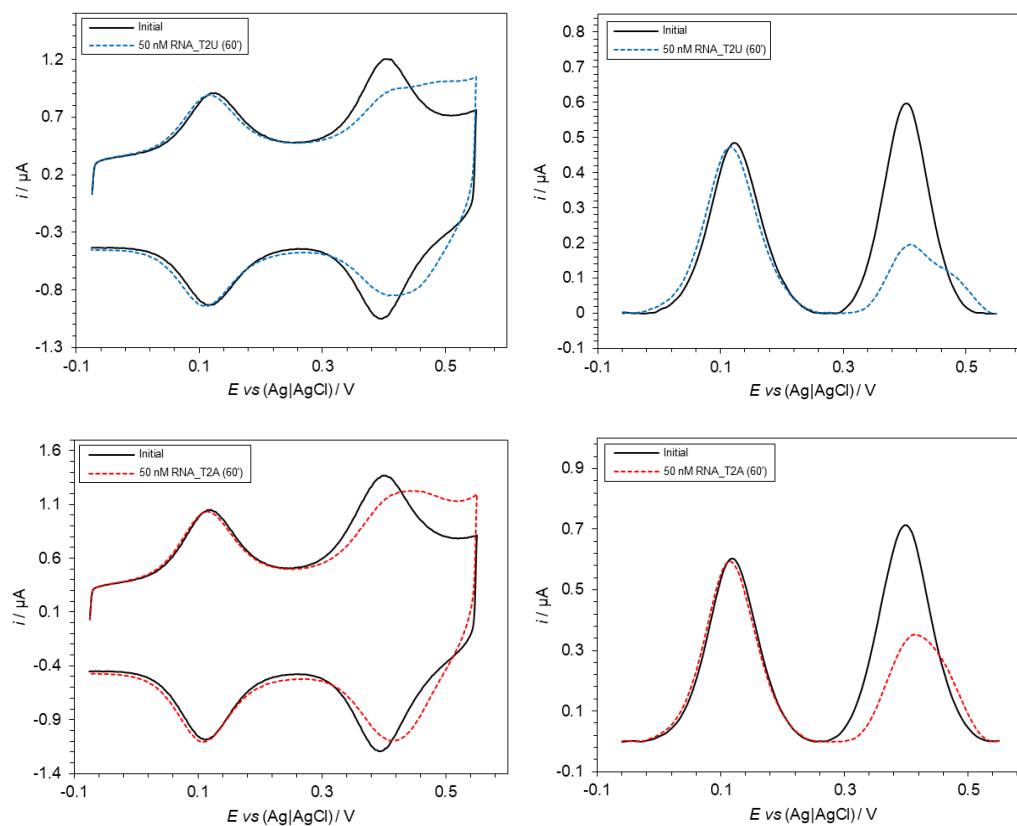 Initial
50 nM RNA_T2U (60')
1.2
0.7
0.2
-0.3
-0.8
-1.3
i / µA
-0.1
0.1
0.3
0.5
E vs (Ag|AgCl) / V
Initial
50 nM RNA_T2U (60')
0.8
0.7
0.6
0.5
0.4
0.3
0.2
0.1
0
-0.1
i / µA
-0.1
0.1
0.3
0.5
E vs (Ag|AgCl) / V
Initial
50 nM RNA_T2A (60')
1.6
1.1
0.6
0.1
-0.4
-0.9
-1.4
i / µA
-0.1
0.1
0.3
0.5
E vs (Ag|AgCl) / V
Initial
50 nM RNA_T2A (60')
0.9
0.7
0.5
0.3
0.1
-0.1
i / µA
-0.1
0.1
0.3
0.5
E vs (Ag|AgCl) / V